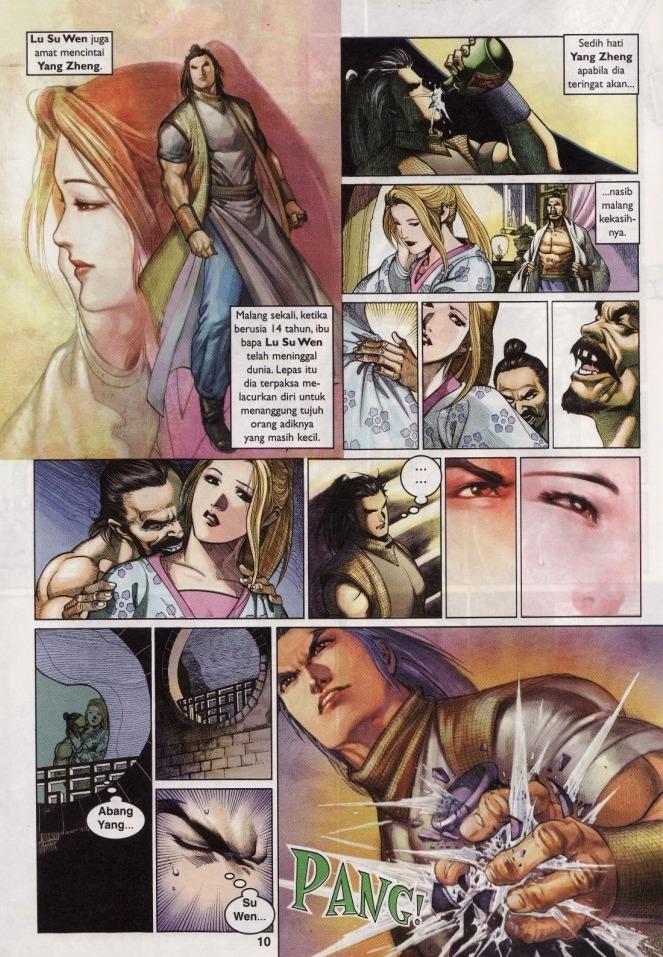 Lu Su Wen juga
amat mencintai
Yang Zheng.
Malang sekali, ketika
berusia 14 tahun, ibu
bapa Lu Su Wen
telah meninggal
dunia. Lepas itu
dia terpaksa me-
lacurkan diri untuk
menanggung tujuh
orang adiknya
yang masih kecil.
Sedih hati
Yang Zheng
apabila dia
teringat akan...
...nasib
malang
kekasih-
nya.
...
...
Abang
Yang...
Su
Wen...
PANG!
10